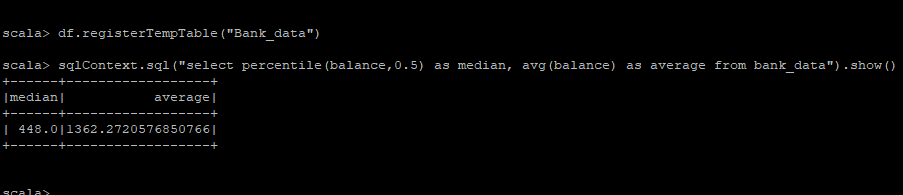 scala> df.registerTempTable("Bank_data")
scala> sqlContext.sql("select percentile(balance,0.5) as median, avg(balance) as average from bank_data").show()
+------+------------------+
|median|           average|
+------+------------------+
| 448.0|1362.2720576850766|
+------+------------------+
scala>